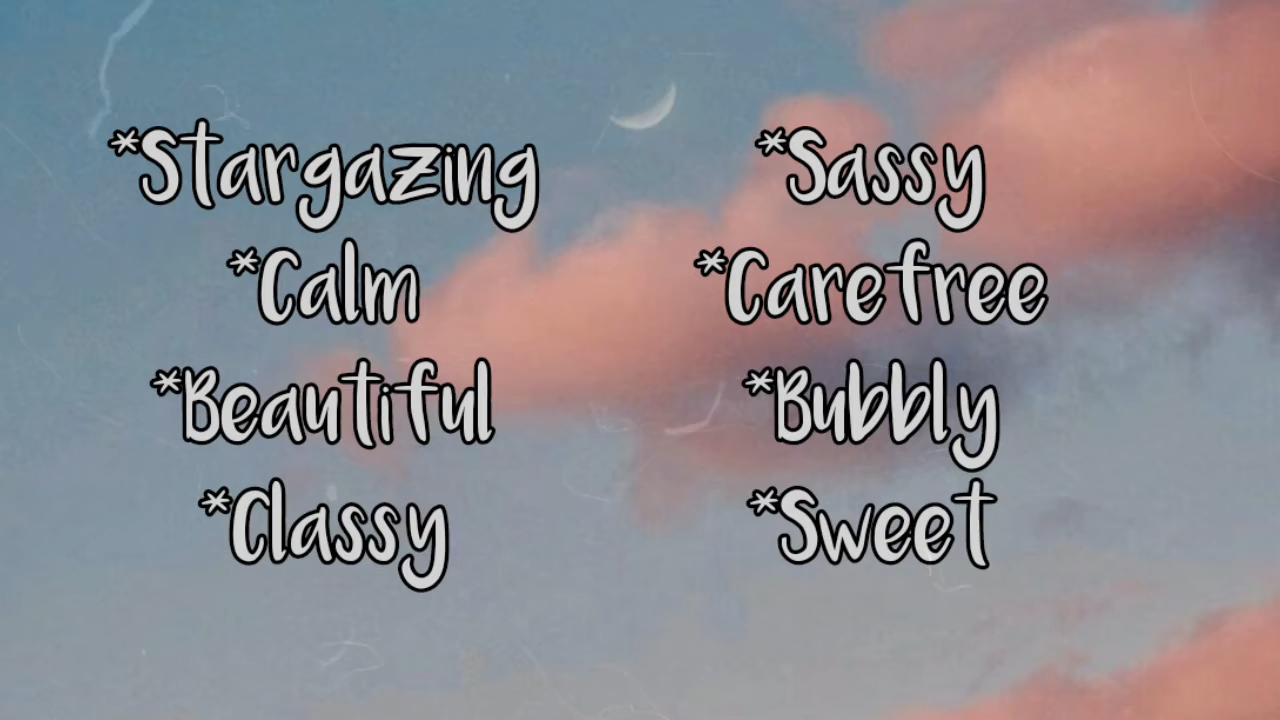 *Stargazing
*Calm
*Beautiful
*Classy
*Sassy
*Carefree
*Bubbly
*Sweet